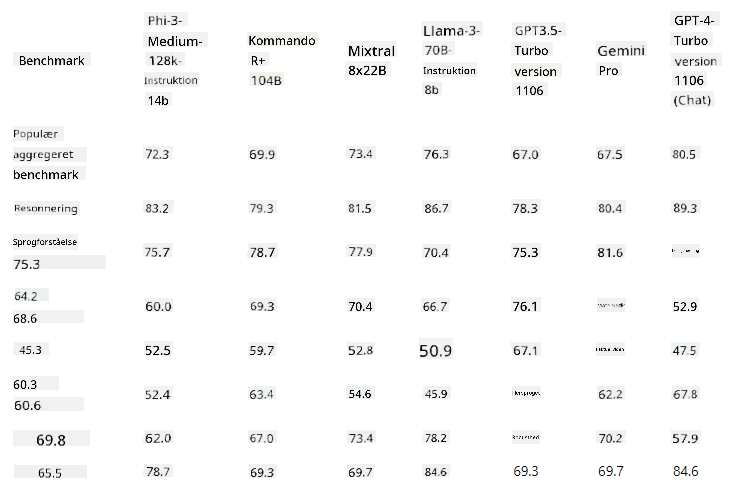 Benchmark Phi-3-Medium-128k-Instruktion 14b Kommando R+ 104B Mixtral 8x22B Llama-3-70B-Instruktion 8b GPT3.5-Turbo version 1106 Gemini Pro GPT-4-Turbo version 1106 (Chat)
Populær aggregeret benchmark 72.3 69.9 73.4 76.3 67.0 67.5 80.5
Resonnering 83.2 79.3 81.5 86.7 78.3 80.4 89.3
Sprogforståelse 75.3 75.7 78.7 77.9 70.4 75.3 81.6
64.2 68.6 60.0 69.3 70.4 66.7 76.1 52.9
45.3 52.5 59.7 52.8 50.9 67.1 47.5
60.3 60.6 52.4 63.4 54.6 45.9 Flersproget 62.2 67.8
69.8 62.0 67.0 73.4 78.2 Robusthed 70.2 57.9
65.5 78.7 69.3 69.7 84.6 69.3 69.7 84.6